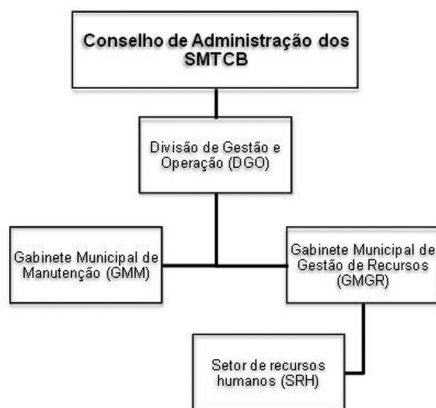 Conselho de Administração dos
SMTCB
Divisão de Gestão e
Operação (DGO)
Gabinete Municipal de
Manutenção (GMM)
Gabinete Municipal de
Gestão de Recursos
(GMGR)
Setor de recursos
humanos (SRH)